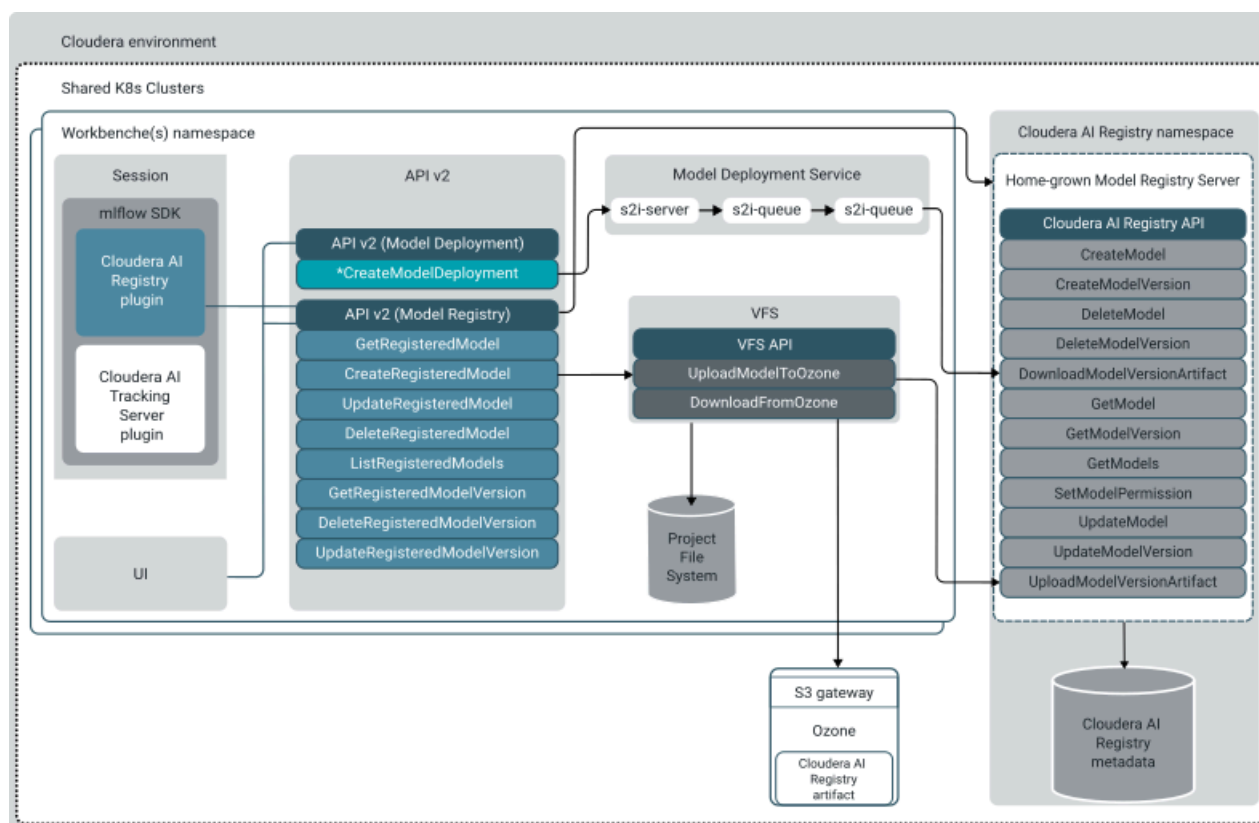 Cloudera environment
Shared K8s Clusters
Workbenche(s) namespace
Session
mlflow SDK
Cloudera AI
Registry
plugin
Cloudera AI
Tracking
Server
plugin
UI
API v2
API v2 (Model Deployment)
*CreateModelDeployment
API v2 (Model Registry)
GetRegisteredModel
CreateRegisteredModel
UpdateRegisteredModel
DeleteRegisteredModel
ListRegisteredModels
GetRegisteredModelVersion
DeleteRegisteredModelVersion
UpdateRegisteredModelVersion
Model Deployment Service
s2i-server
s2i-queue
s2i-queue
VFS
VFS API
UploadModelToOzone
DownloadFromOzone
Project
File
System
S3 gateway
Ozone
Cloudera AI
Registry
artifact
Cloudera AI Registry namespace
Home-grown Model Registry Server
Cloudera AI Registry API
CreateModel
CreateModelVersion
DeleteModel
DeleteModelVersion
DownloadModelVersionArtifact
GetModel
GetModelVersion
GetModels
SetModelPermission
UpdateModel
UpdateModelVersion
UploadModelVersionArtifact
Cloudera AI
Registry
metadata